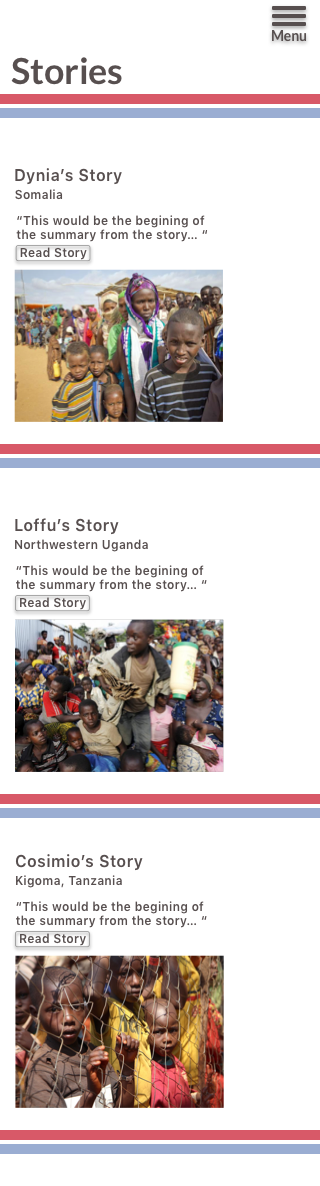 Menu
Stories
Dynia's Story
Somalia
“This would be the begining of
the summary from the story... “
Read Story
Loffu's Story
Northwestern Uganda
“This would be the begining of
the summary from the story... “
Read Story
Cosimio's Story
Kigoma, Tanzania
“This would be the begining of
the summary from the story... “
Read Story